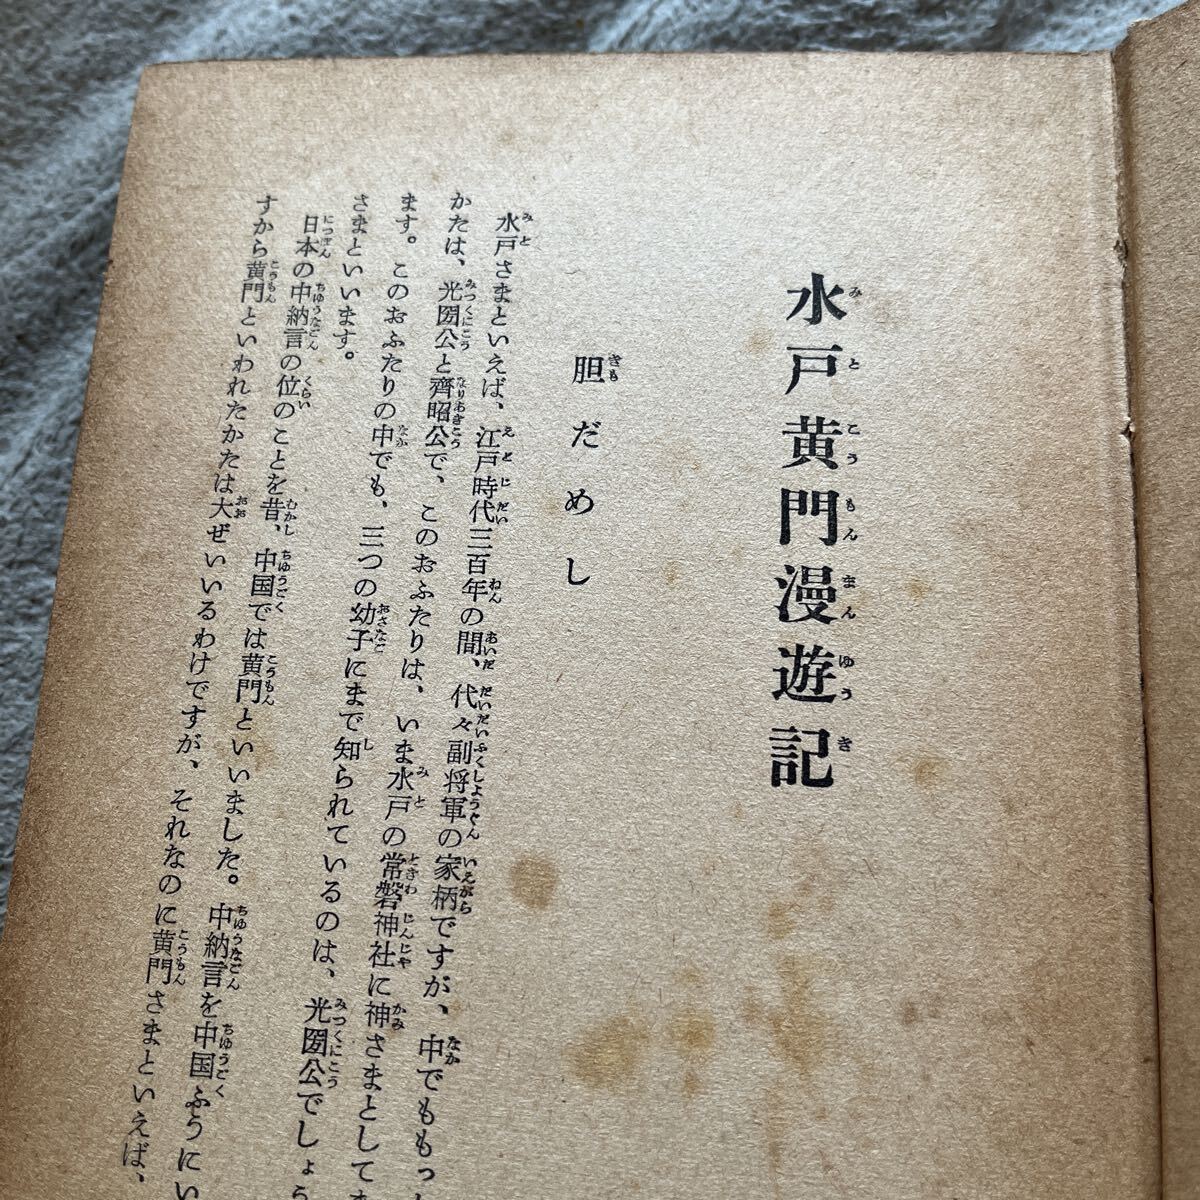 水戸黄門漫遊記
胆だめし
水戸さまといえば、江戸時代三百年の間、代々副将軍の家柄ですが、中でももっ
かたは、光圀公と齊昭公で、このおふたりは、いま水戸の常磐神社に神さまとして
ます。このおふたりの中でも、三つの幼子にまで知られているのは、光圀公でしょう
さまといいます。
日本の中納言の位のことを昔、中国では黄門といいました。中納言を中国ふうにい
すから黄門といわれたかたは大ぜいいるわけですが、それなのに黄門さまといえば、